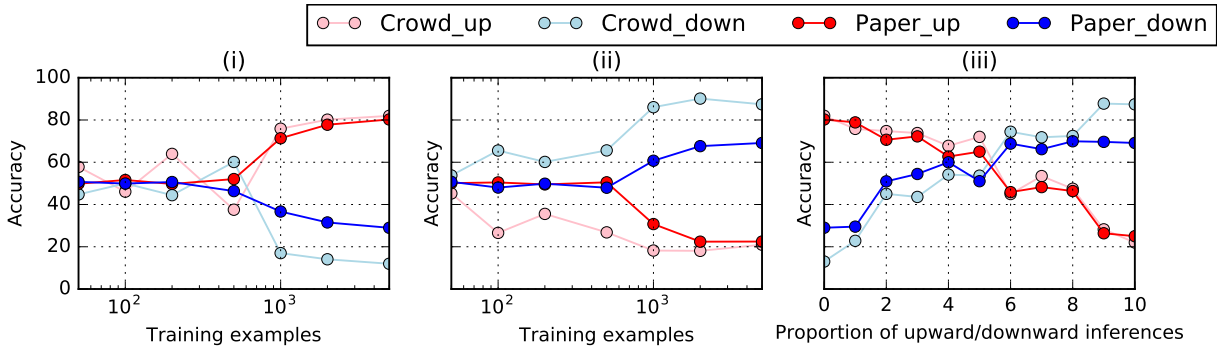 Crowd_up Crowd_down Paper_up Paper_down
(i) (ii) (iii)
Accuracy
100
80
60
40
20
0
10² 10³
Training examples
Accuracy
10² 10³
Training examples
Accuracy
0 2 4 6 8 10
Proportion of upward/downward inferences